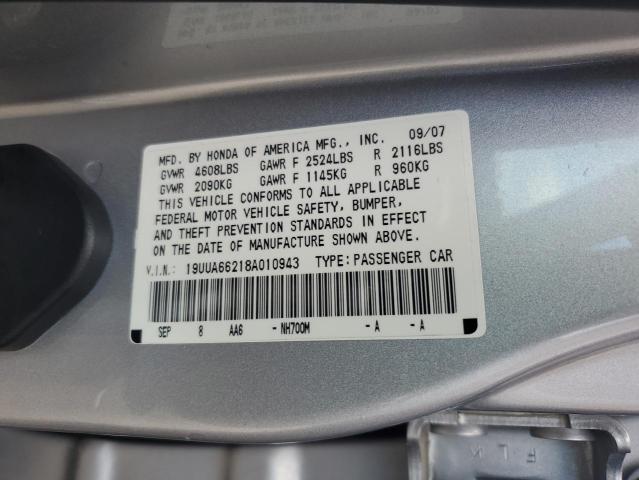 MFD. BY HONDA OF AMERICA MFG., INC. 09/07
GVWR 4608LBS GAWR F 2524LBS R 2116LBS
GVWR 2090KG GAWR F 1145KG R 960KG
THIS VEHICLE CONFORMS TO ALL APPLICABLE
FEDERAL MOTOR VEHICLE SAFETY, BUMPER,
AND THEFT PREVENTION STANDARDS IN EFFECT
ON THE DATE OF MANUFACTURE SHOWN ABOVE.
V.I.N.: 19UUA66218A010943 TYPE: PASSENGER CAR
SEP 8 AA6 -NH700M -A -A